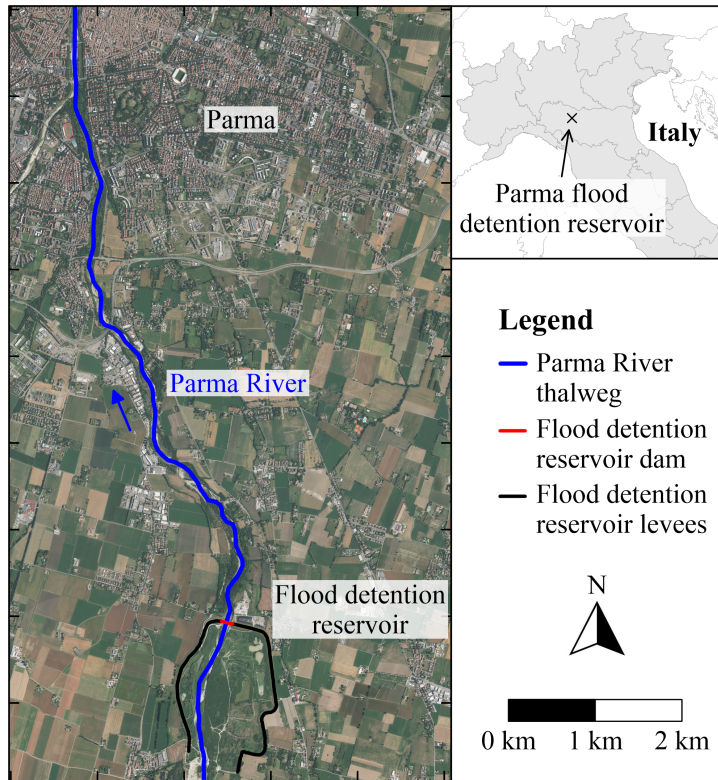 Parma
Parma River
Flood detention
reservoir
Italy
Parma flood
detention reservoir
Legend
Parma River
thalweg
Flood detention
reservoir dam
Flood detention
reservoir levees
N
0 km 1 km 2 km